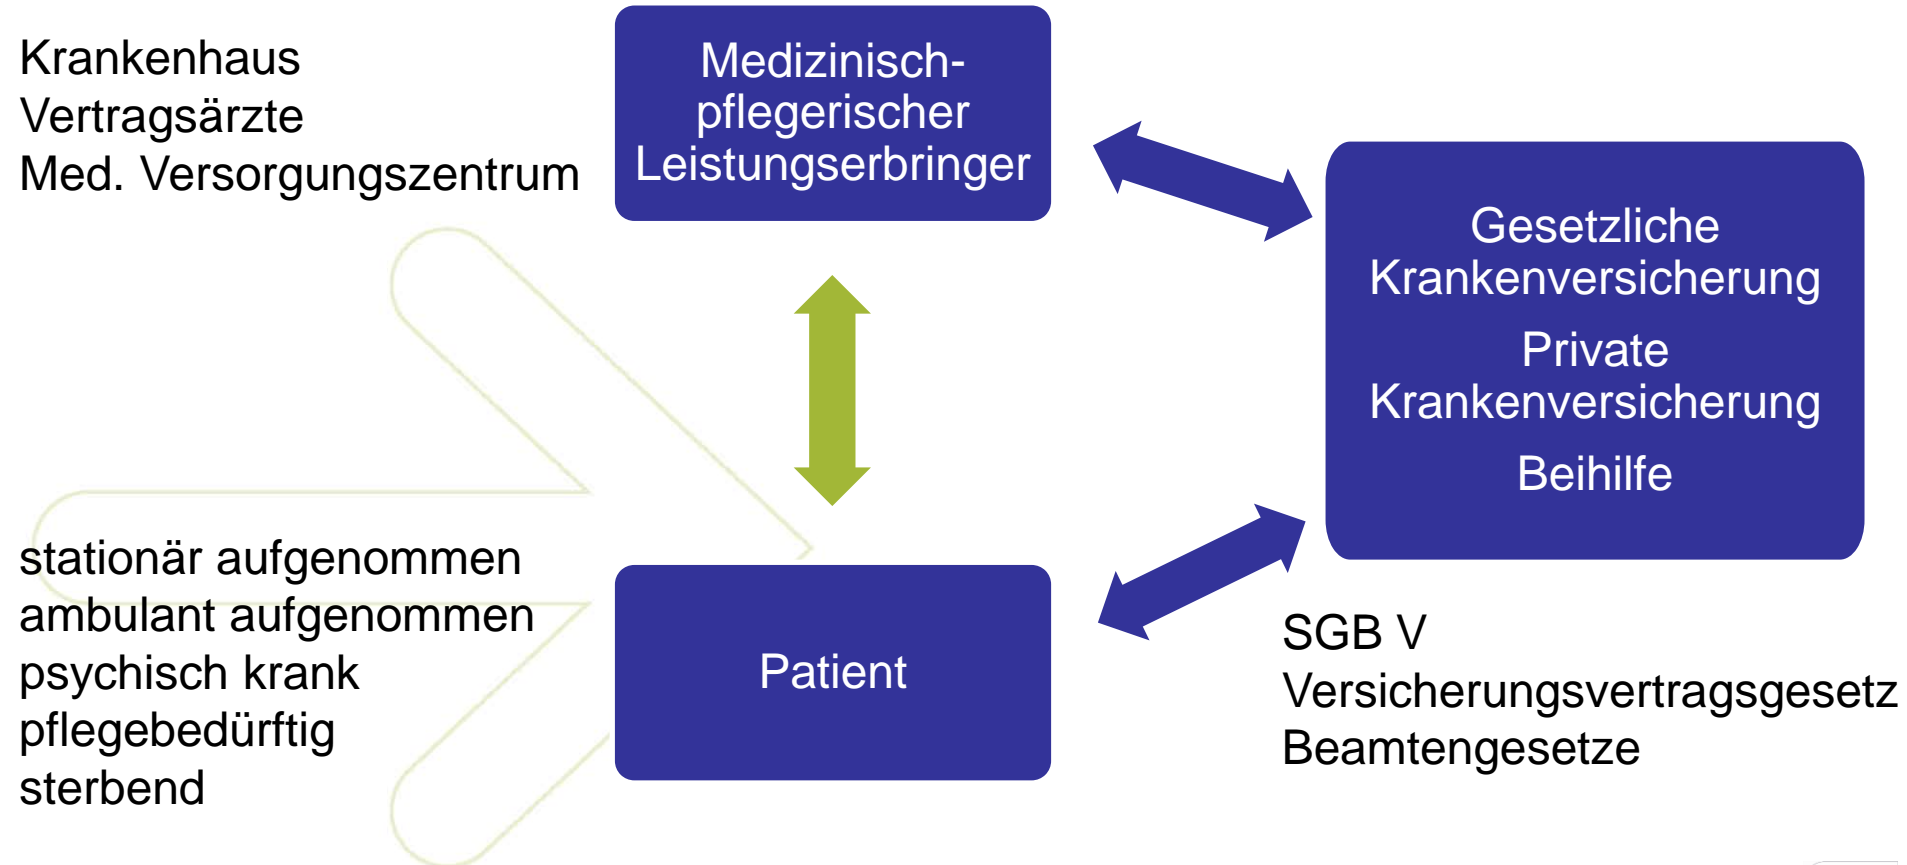 Krankenhaus
Vertragsärzte
Med. Versorgungszentrum
Medizinisch-
pflegerischer
Leistungserbringer
Gesetzliche
Krankenversicherung
Private
Krankenversicherung
Beihilfe
stationär aufgenommen
ambulant aufgenommen
psychisch krank
pflegebedürftig
sterbend
Patient
SGB V
Versicherungsvertragsgesetz
Beamtengesetze